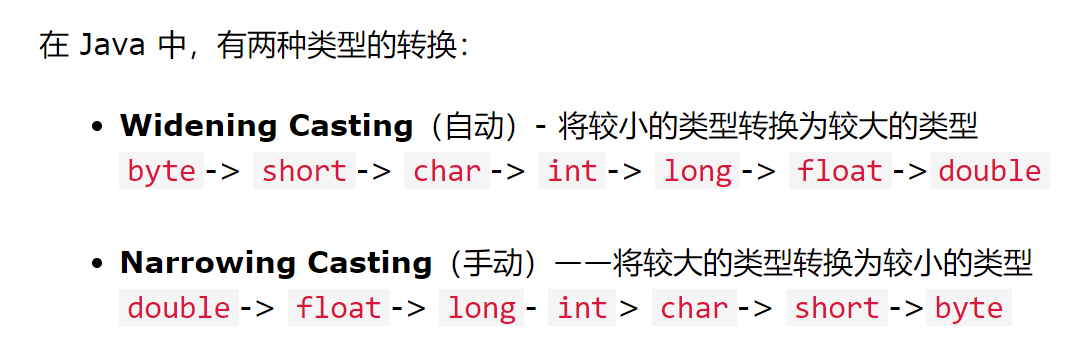 在 Java 中，有两种类型的转换：
• Widening Casting（自动）- 将较小的类型转换为较大的类型
byte -> short -> char -> int -> long -> float -> double
• Narrowing Casting（手动）——将较大的类型转换为较小的类型
double -> float -> long - int > char -> short -> byte